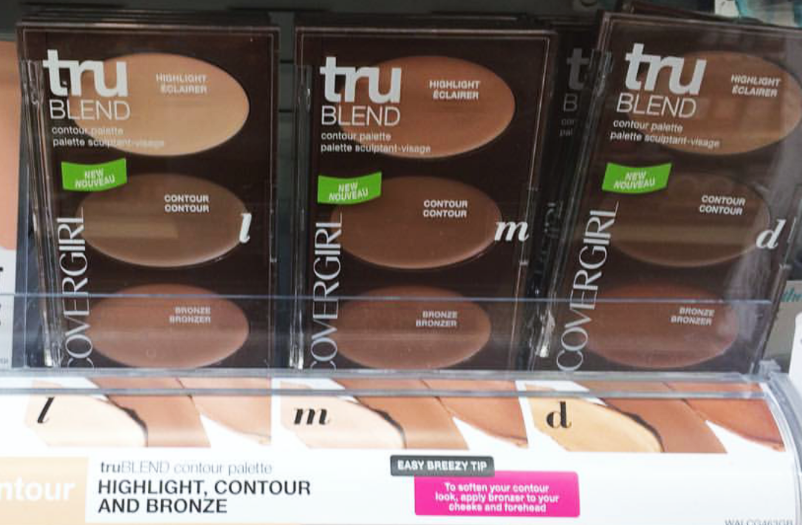 tru
BLEND
HIGHLIGHT
ÉCLAIRER
contour palette
palette sculptant-visage
NEW
NOUVEAU
CONTOUR
CONTOUR
l
BRONZE
BRONZER
COVERGIRL
tru
BLEND
HIGHLIGHT
ÉCLAIRER
contour palette
palette sculptant-visage
NEW
NOUVEAU
CONTOUR
CONTOUR
m
BRONZE
BRONZER
COVERGIRL
tru
BLEND
HIGHLIGHT
ÉCLAIRER
contour palette
palette sculptant-visage
NEW
NOUVEAU
CONTOUR
CONTOUR
d
BRONZE
BRONZER
COVERGIRL
l
m
d
ntour
truBLEND contour palette
HIGHLIGHT, CONTOUR
AND BRONZE
EASY BREEZY TIP
To soften your contour
look, apply bronzer to your
cheeks and forehead